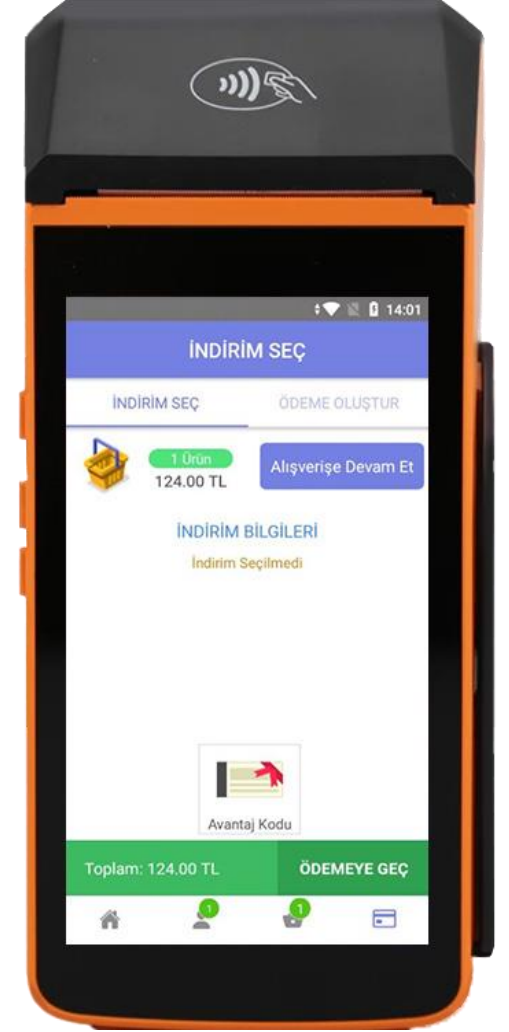 14:01
İNDİRİM SEÇ
İNDİRİM SEÇ
ÖDEME OLUŞTUR
1 Ürün
124.00 TL
Alışverişe Devam Et
İNDİRİM BİLGİLERİ
İndirim Seçilmedi
Avantaj Kodu
Toplam: 124.00 TL
ÖDEMEYE GEÇ
1
1